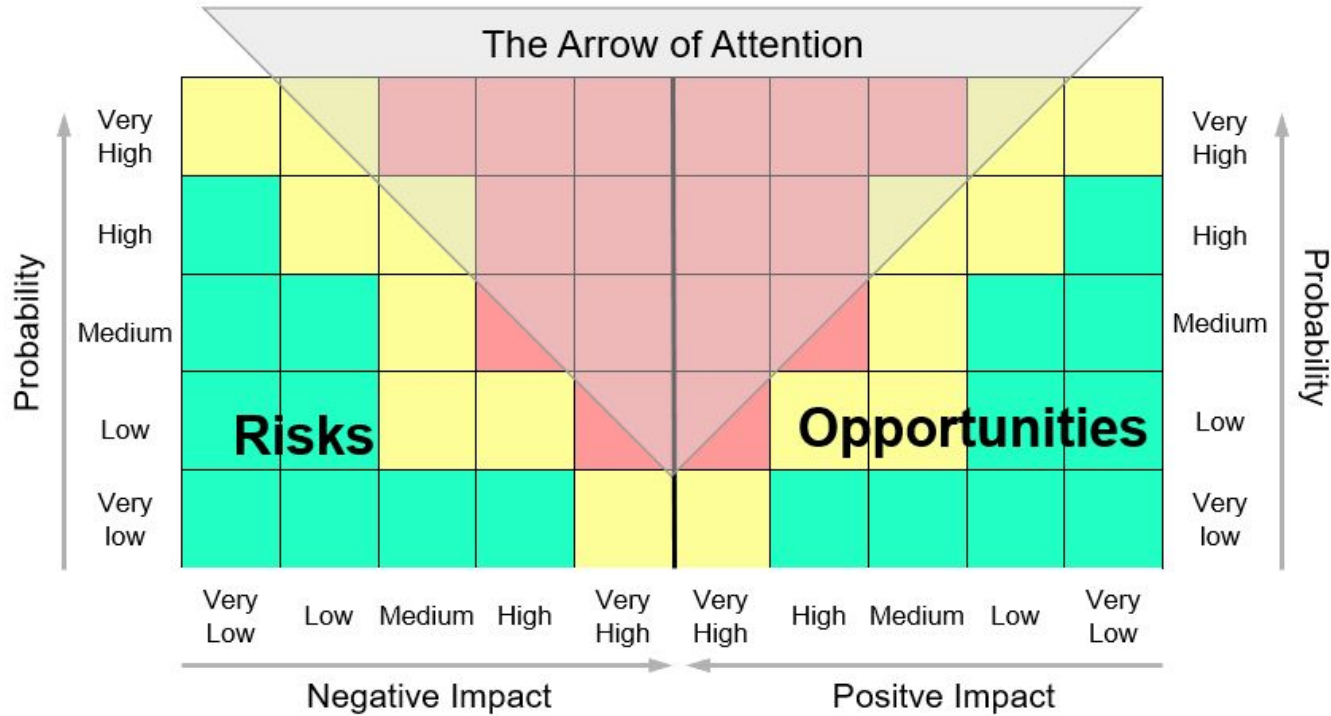 The Arrow of Attention
Very
High
High
Medium
Low
Very
low
Probability
Risks
Opportunities
Very
High
High
Medium
Low
Very
low
Probability
Very
Low
Low
Medium
High
Very
High
Very
High
High
Medium
Low
Very
Low
Negative Impact
Positve Impact